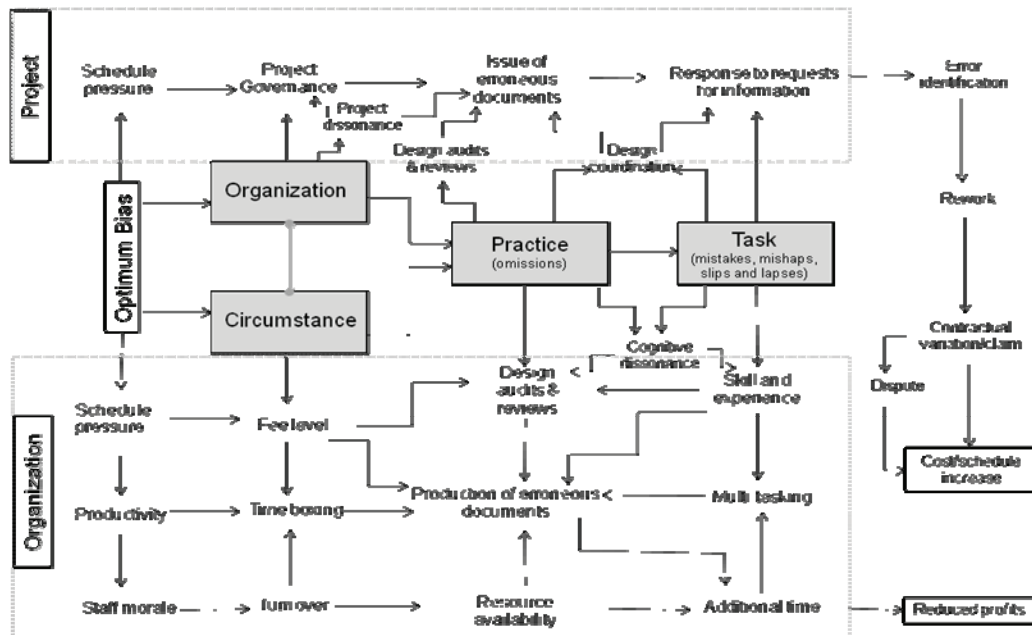 Project
Schedule
pressure
Project
Governance
Issue of
erroneous
documents
Response to requests
for information
Error
identification
Project
dissonance
Design audits
& reviews
Design
coordination
Optimum Bias
Organization
Practice
(omissions)
Task
(mistakes, mishaps,
slips and lapses)
Rework
Circumstance
Contractual
variation/claim
Cognitive
dissonance
Organization
Schedule
pressure
Fee level
Design
audits &
reviews
Skill and
experience
Dispute
Cost/schedule
increase
Productivity
Time boxing
Production of erroneous
documents
Multi tasking
Staff morale
Turnover
Resource
availability
Additional time
Reduced profits